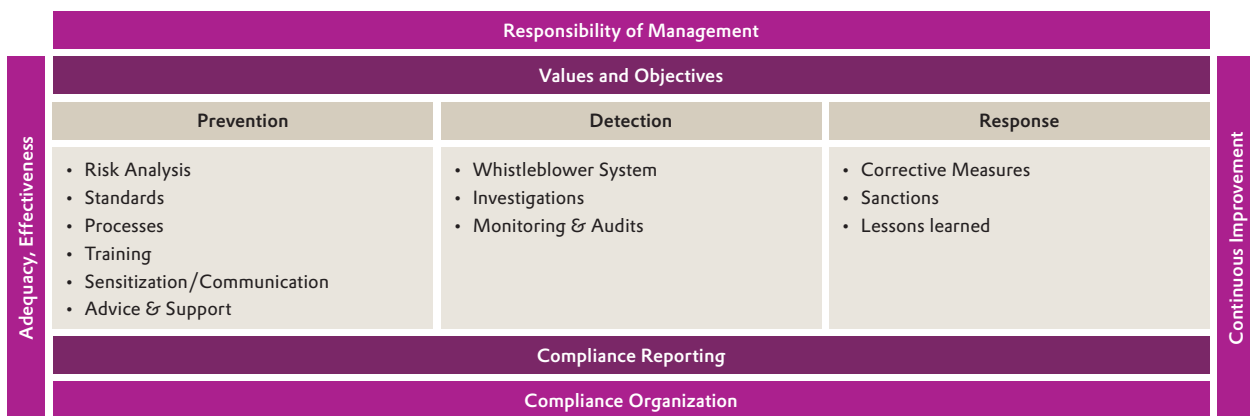 Responsibility of Management
Adequacy, Effectiveness
Values and Objectives
Prevention
• Risk Analysis
• Standards
• Processes
• Training
• Sensitization/Communication
• Advice & Support
Detection
• Whistleblower System
• Investigations
• Monitoring & Audits
Response
• Corrective Measures
• Sanctions
• Lessons learned
Continuous Improvement
Compliance Reporting
Compliance Organization